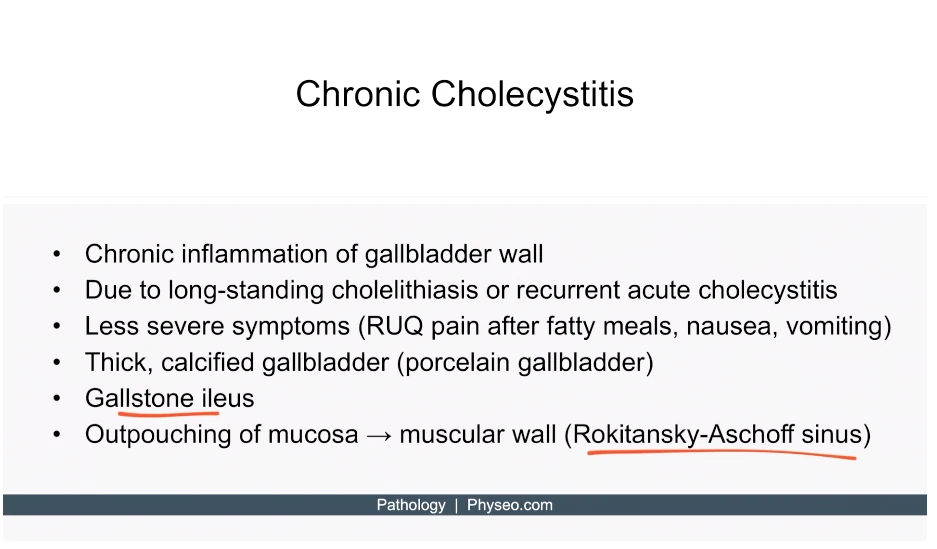 Chronic Cholecystitis
• Chronic inflammation of gallbladder wall
• Due to long-standing cholelithiasis or recurrent acute cholecystitis
• Less severe symptoms (RUQ pain after fatty meals, nausea, vomiting)
• Thick, calcified gallbladder (porcelain gallbladder)
• Gallstone ileus
• Outpouching of mucosa → muscular wall (Rokitansky-Aschoff sinus)
Pathology | Physeo.com